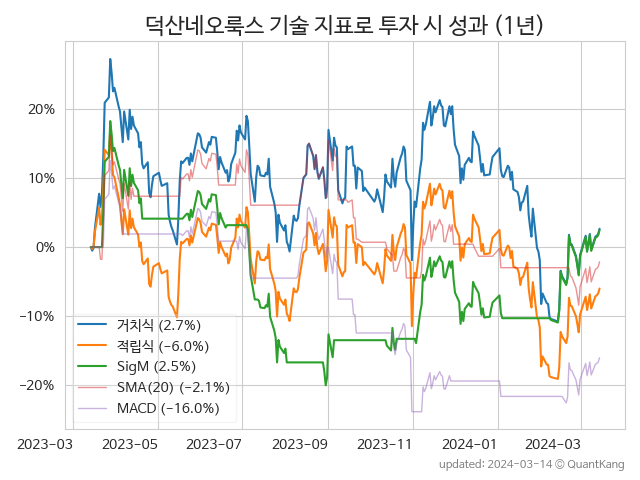 덕산네오룩스 기술 지표로 투자 시 성과 (1년)
20%
10%
0%
−10%
−20%
거치식 (2.7%)
적립식 (−6.0%)
SigM (2.5%)
SMA(20) (−2.1%)
MACD (−16.0%)
2023−03 2023−05 2023−07 2023−09 2023−11 2024−01 2024−03
updated: 2024−03−14 ⓒ QuantKang